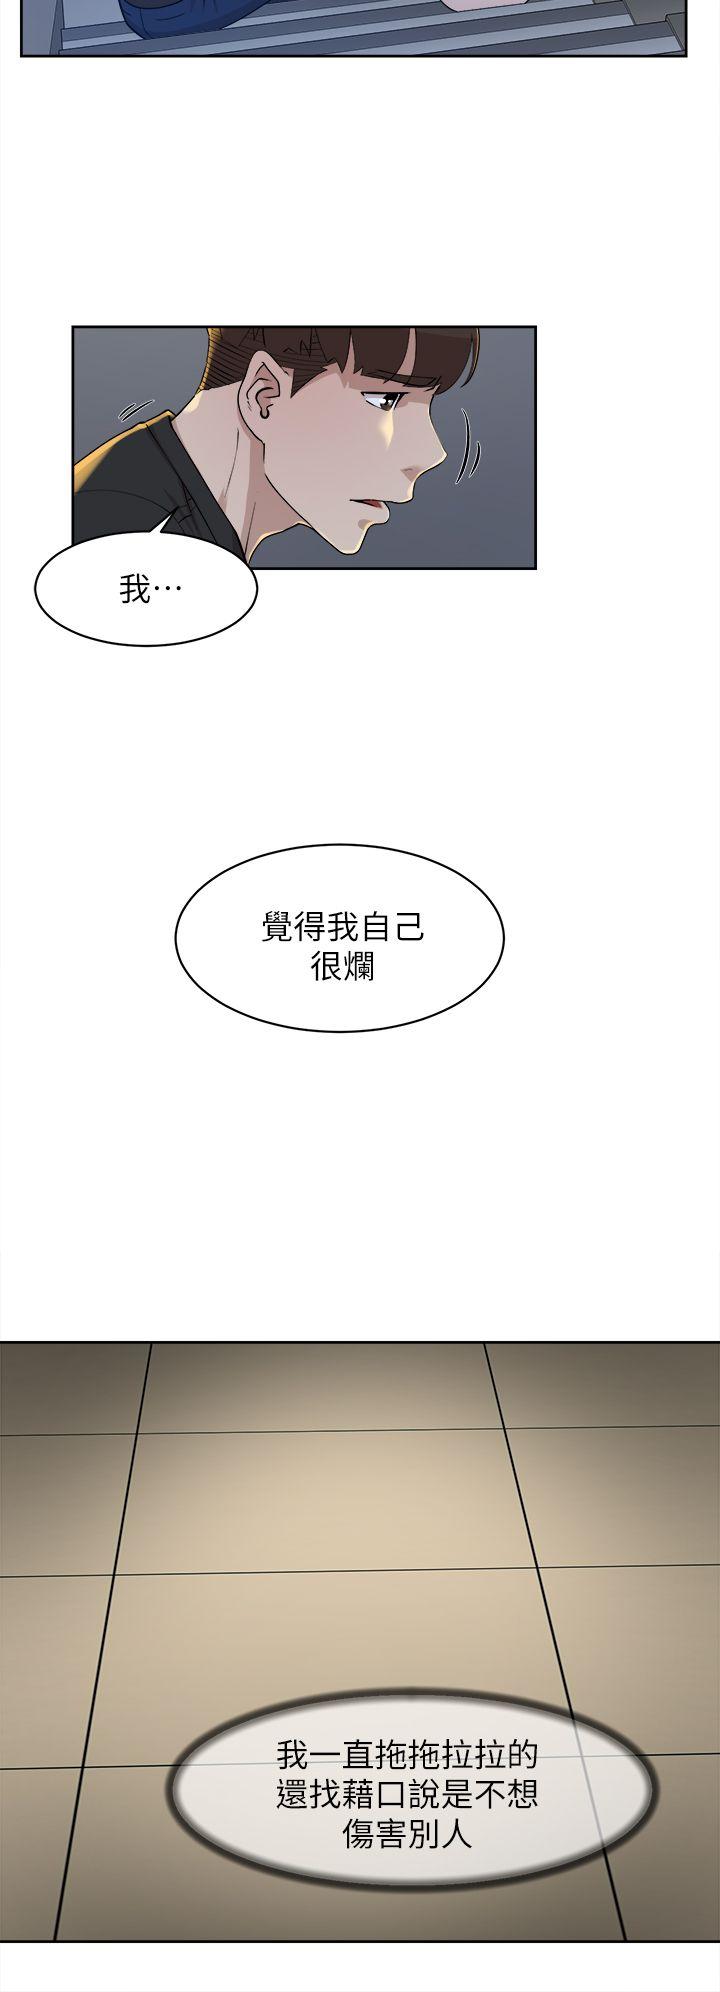 我⋯
覺得我自己
很爛
我一直拖拖拉拉的
還找藉口說是不想
傷害別人